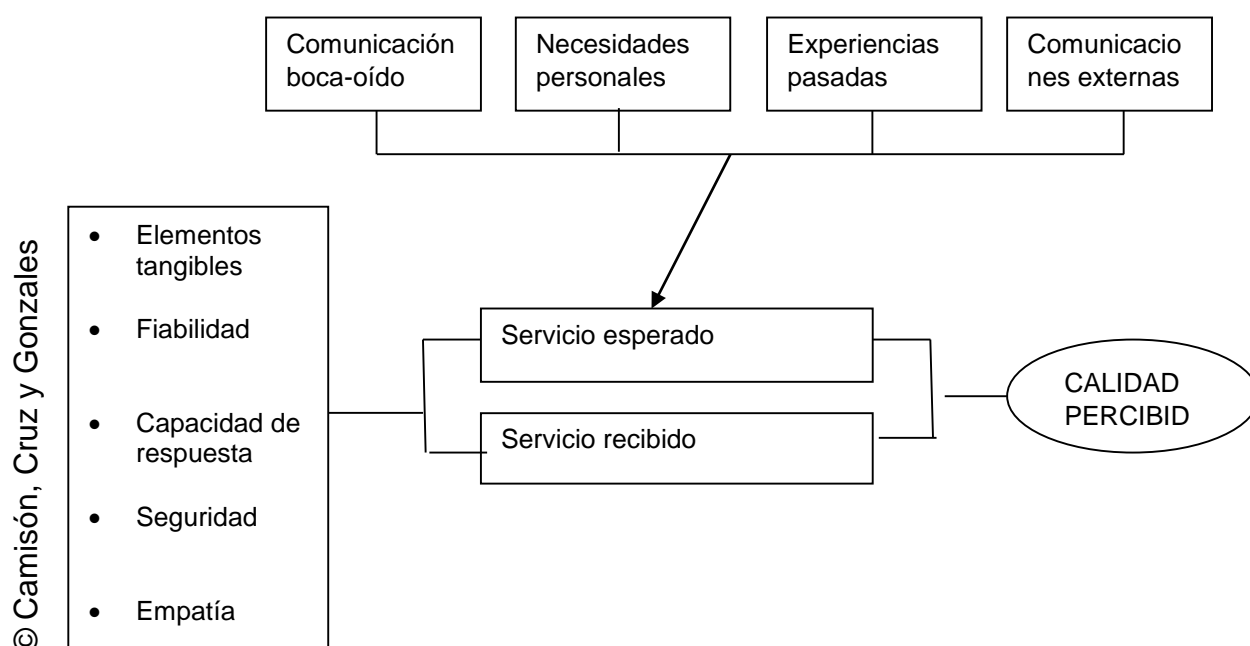 Comunicación
boca-oído
Necesidades
personales
Experiencias
pasadas
Comunicacio
nes externas
© Camisón, Cruz y Gonzales
• Elementos
tangibles
• Fiabilidad
• Capacidad de
respuesta
• Seguridad
• Empatía
Servicio esperado
Servicio recibido
CALIDAD
PERCIBID